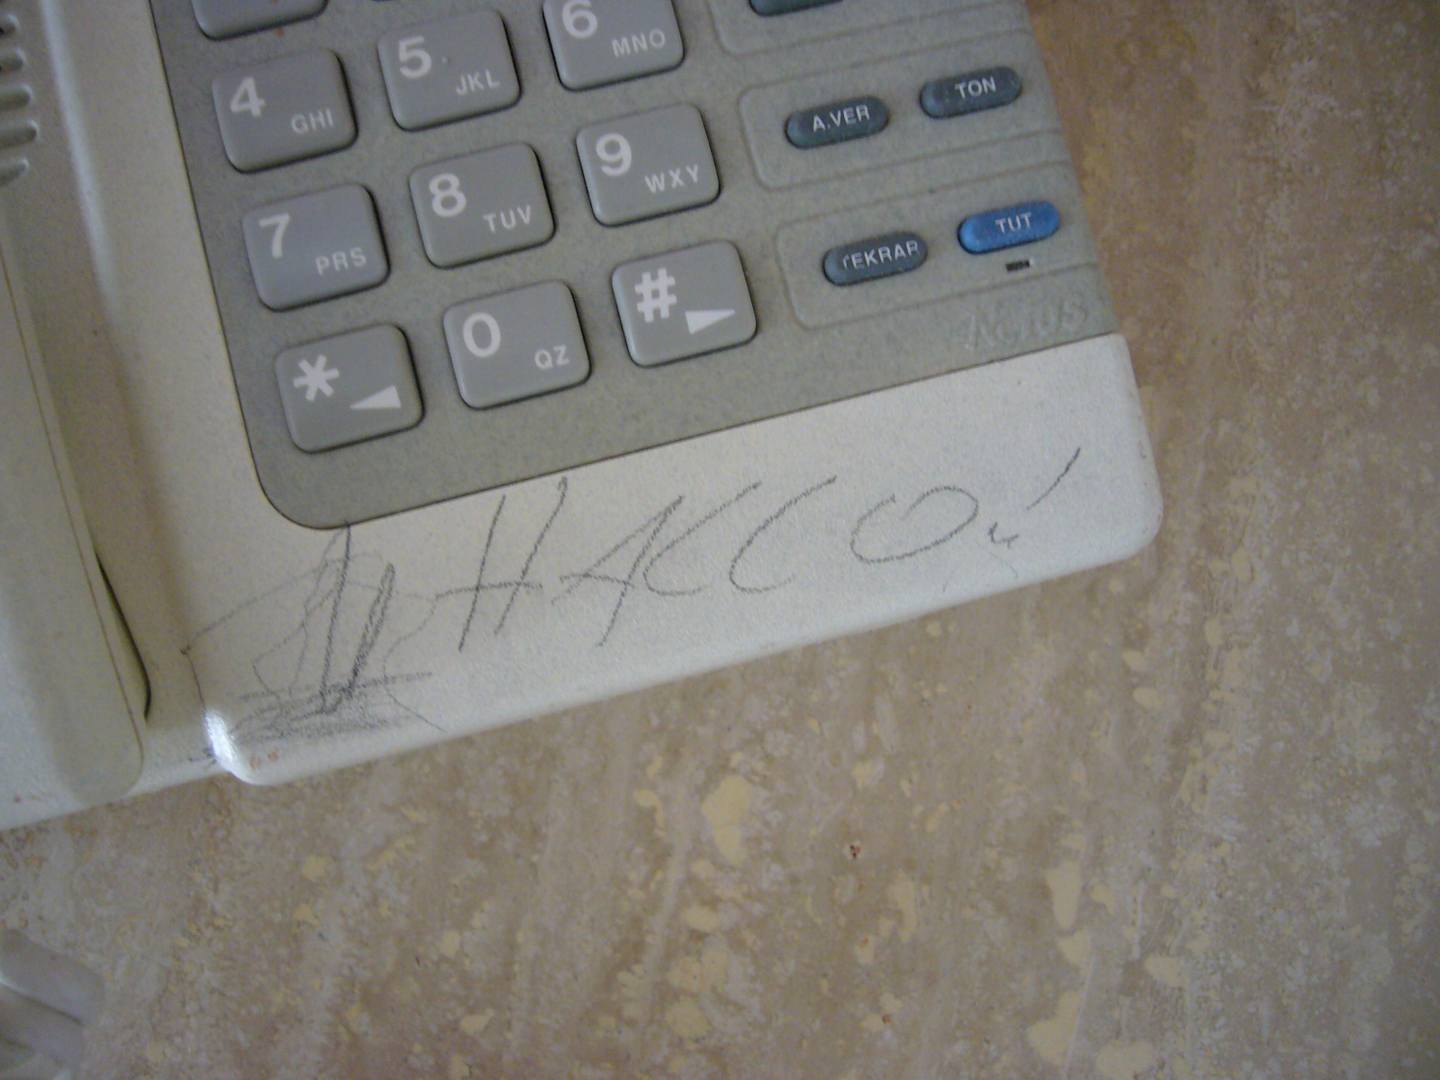 6 MNO
5 JKL
4 GHI
TON
A.VER
9 WXY
8 TUV
7 PRS
TUT
TEKRAR
#
0 QZ
*
HACCO!